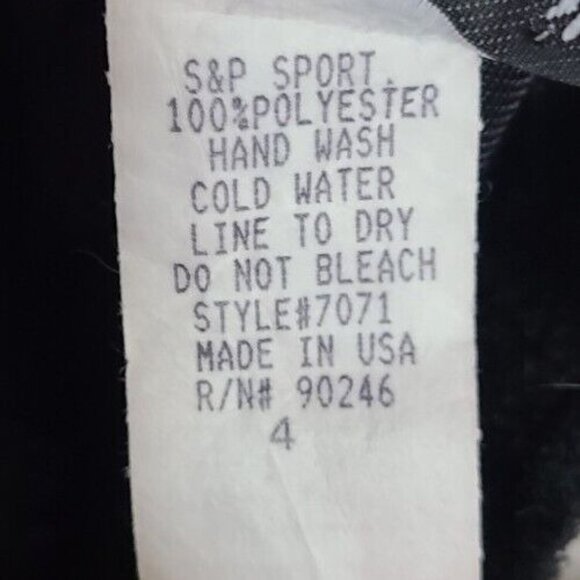 S&P SPORT.
100%POLYESTER
HAND WASH
COLD WATER
LINE TO DRY
DO NOT BLEACH
STYLE#7071
MADE IN USA
R/N# 90246
4